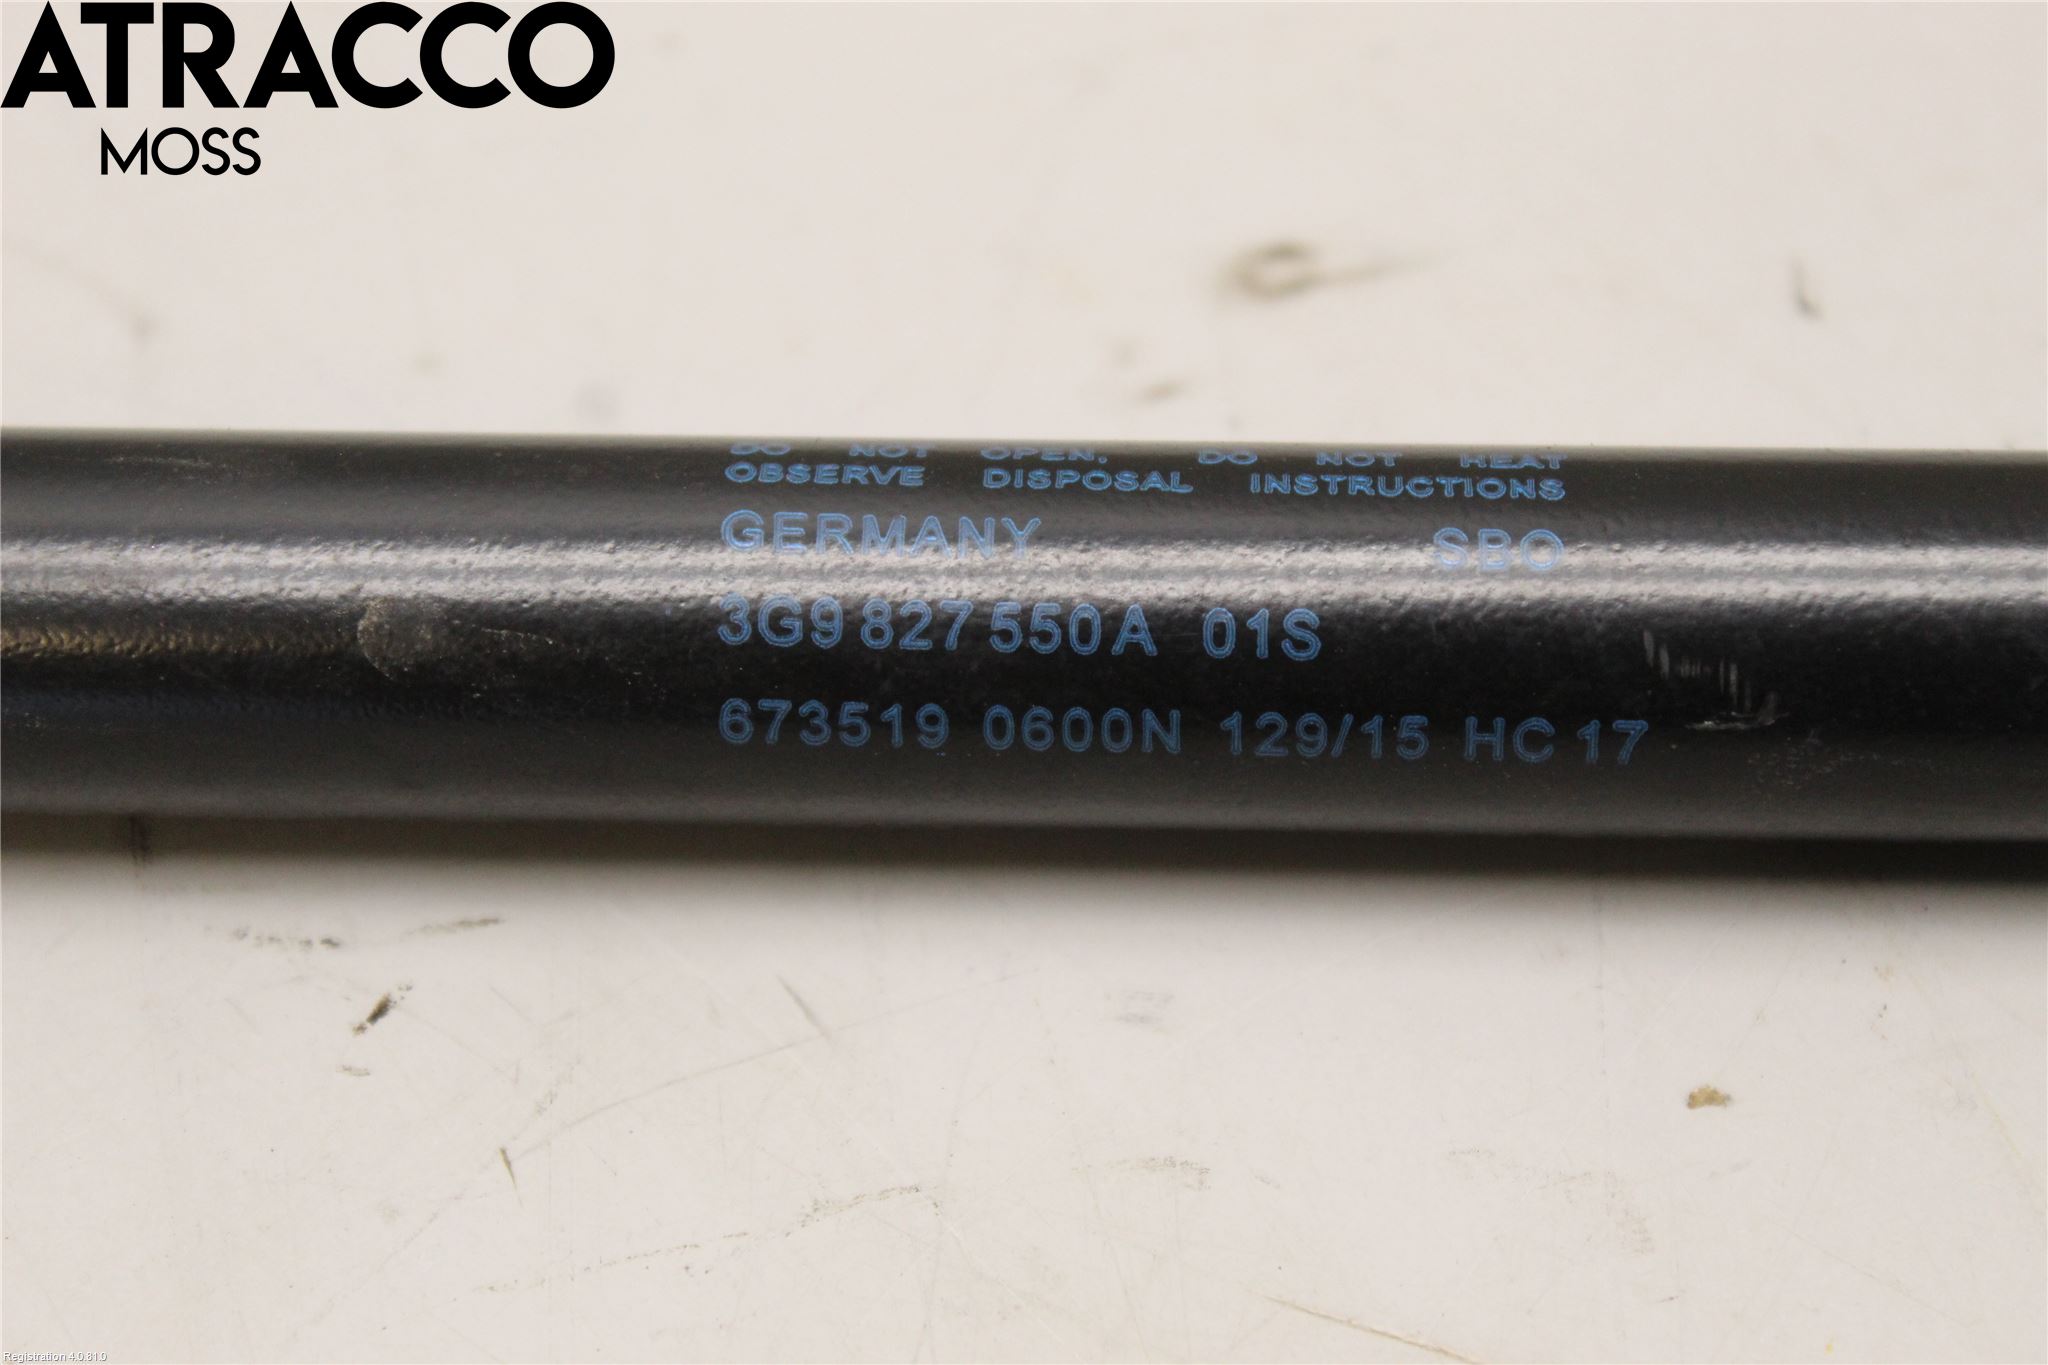 ATRACCO
MOSS
DO NOT OPEN. DO NOT HEAT
OBSERVE DISPOSAL INSTRUCTIONS
GERMANY SBO
3G9 827 550A 01S
673519 0600N 129/15 HC 17
Registration 4.0.81.0